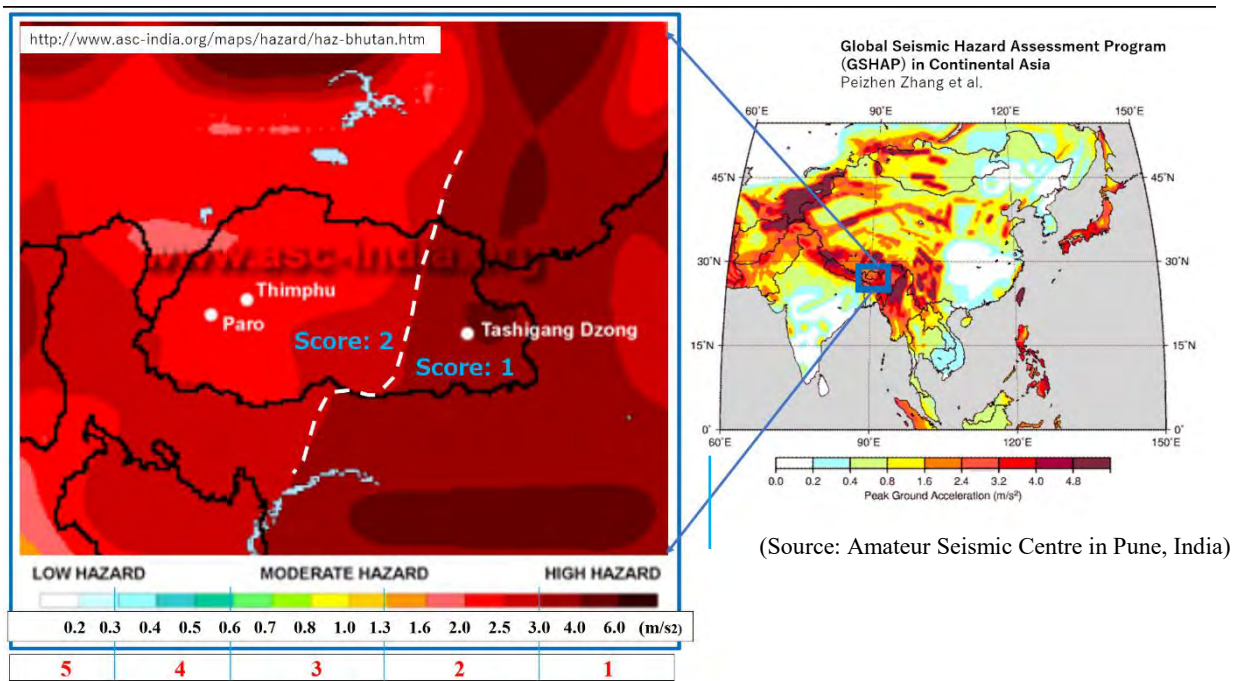 http://www.asc-india.org/maps/hazard/haz-bhutan.htm
www.asc-india.org
Thimphu
Paro
Tashigang Dzong
Score: 2
Score: 1
LOW HAZARD MODERATE HAZARD HIGH HAZARD
0.2 0.3 0.4 0.5 0.6 0.7 0.8 1.0 1.3 1.6 2.0 2.5 3.0 4.0 6.0 (m/s2)
5 4 3 2 1
Global Seismic Hazard Assessment Program
(GSHAP) in Continental Asia
Peizhen Zhang et al.
60°E 90°E 120°E 150°E
45°N 45°N
30°N 30°N
15°N 15°N
0° 0°
60°E 90°E 120°E 150°E
0.0 0.2 0.4 0.8 1.6 2.4 3.2 4.0 4.8
Peak Ground Acceleration (m/s²)
(Source: Amateur Seismic Centre in Pune, India)